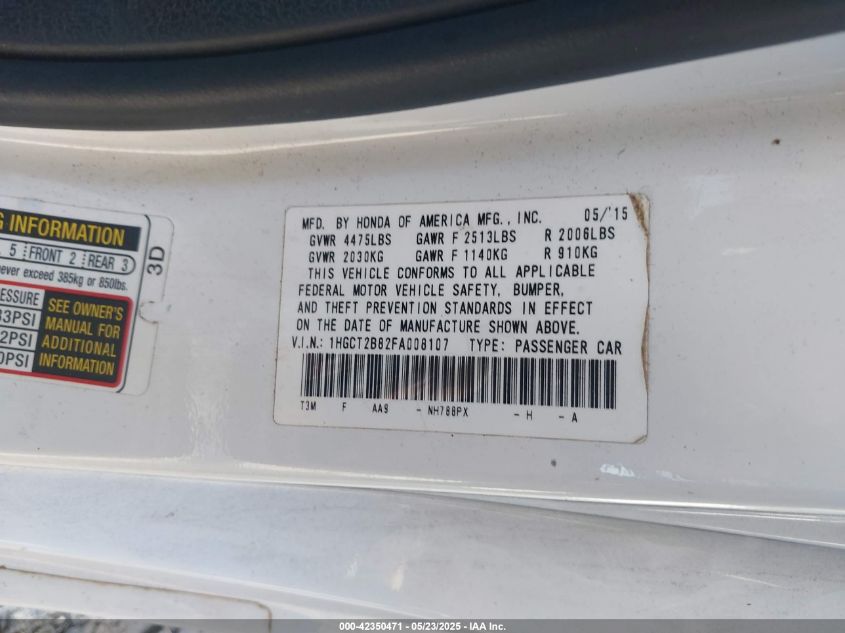 G INFORMATION
. 5 FRONT 2 REAR 3
never exceed 385kg or 850lbs.
3D
SEE OWNER'S
MANUAL FOR
ADDITIONAL
INFORMATION
MFD. BY HONDA OF AMERICA MFG., INC. 05/'15
GVWR 4475LBS GAWR F 2513LBS R 2006LBS
GVWR 2030KG GAWR F 1140KG R 910KG
THIS VEHICLE CONFORMS TO ALL APPLICABLE
FEDERAL MOTOR VEHICLE SAFETY, BUMPER,
AND THEFT PREVENTION STANDARDS IN EFFECT
ON THE DATE OF MANUFACTURE SHOWN ABOVE.
V.I.N.: 1HGCT2B82FA008107 TYPE: PASSENGER CAR
T3M F AA9 - NH788PX - H - A
000-42350471 - 05/23/2025 - IAA Inc.